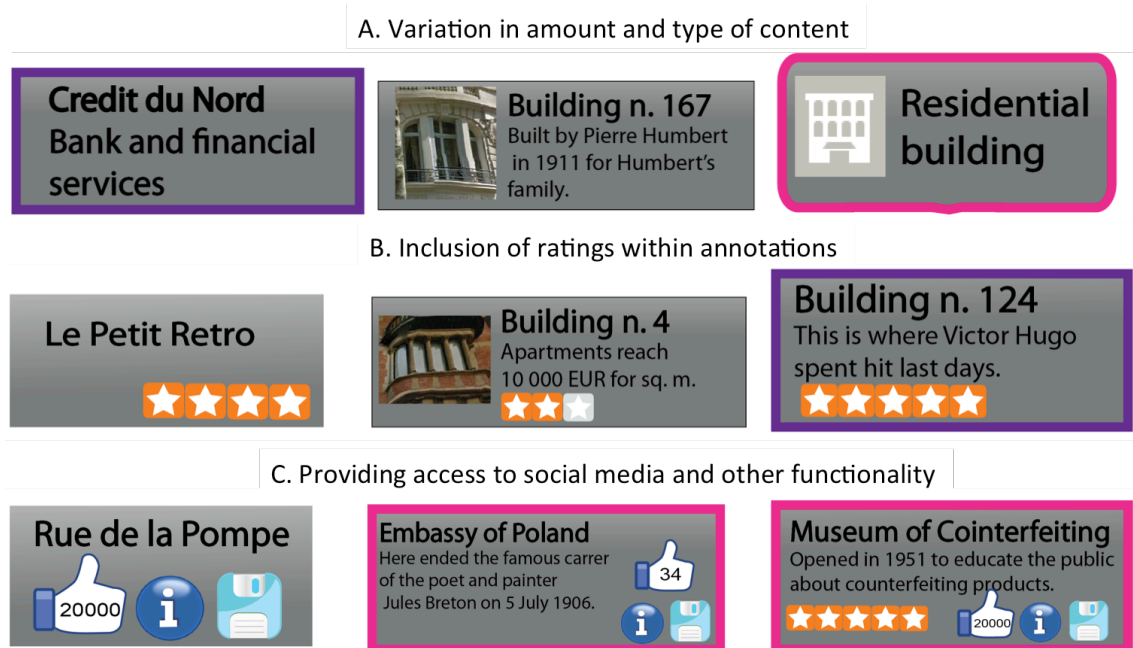 A. Variation in amount and type of content
Credit du Nord
Bank and financial
services
Building n. 167
Built by Pierre Humbert
in 1911 for Humbert's
family.
Residential
building
B. Inclusion of ratings within annotations
Le Petit Retro
Building n. 4
Apartments reach
10 000 EUR for sq. m.
Building n. 124
This is where Victor Hugo
spent hit last days.
C. Providing access to social media and other functionality
Rue de la Pompe
20000
i
Embassy of Poland
Here ended the famous carrer
of the poet and painter
Jules Breton on 5 July 1906.
34
i
Museum of Cointerfeiting
Opened in 1951 to educate the public
about counterfeiting products.
20000
i